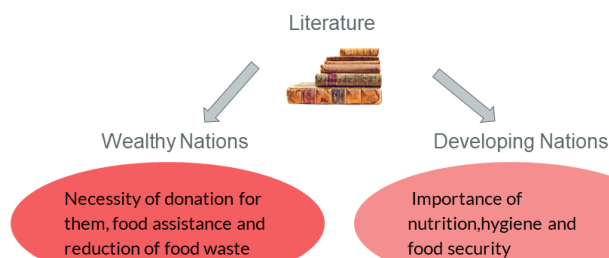 Literature
Wealthy Nations
Developing Nations
Necessity of donation for
them, food assistance and
reduction of food waste
Importance of
nutrition,hygiene and
food security